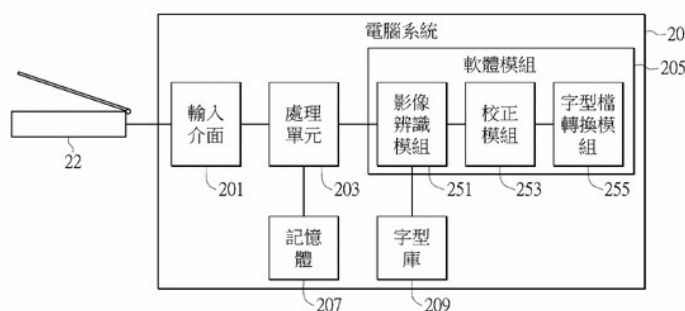 電腦系統
20
軟體模組
205
輸入
介面
處理
單元
影像
辨識
模組
校正
模組
字型檔
轉換模
組
22
201
203
251
253
255
記憶
體
字型
庫
207
209